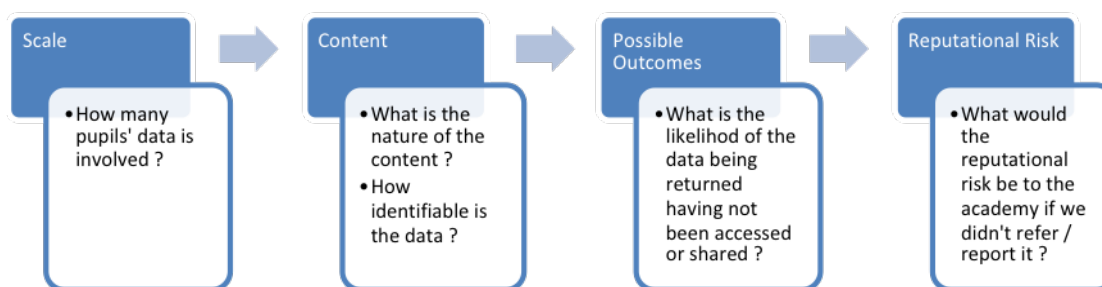 Scale
•How many
pupils' data is
involved ?
Content
•What is the
nature of the
content ?
•How
identifiable is
the data ?
Possible
Outcomes
•What is the
likelihod of the
data being
returned
having not
been accessed
or shared ?
Reputational Risk
•What would
the
reputational
risk be to the
academy if we
didn't refer /
report it ?